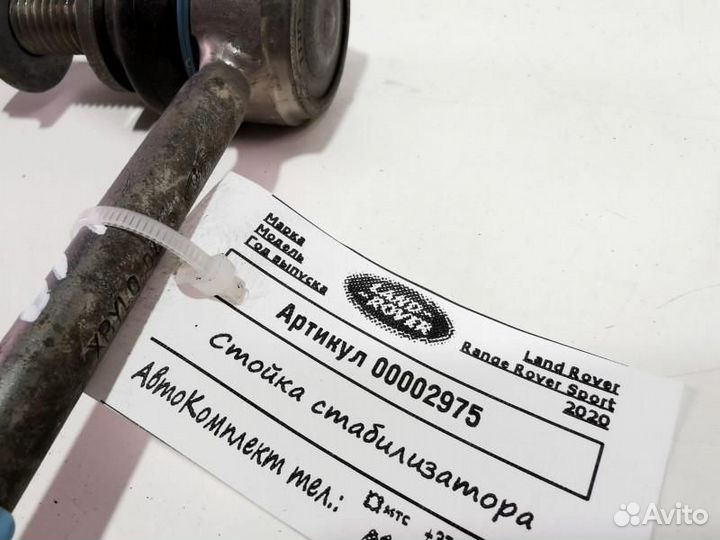 Марка
Модель
Год выпуска
LAND
ROVER
Land Rover
Range Rover Sport
2020
Артикул 00002975
Стойка стабилизатора
АвтоКомплект тел.:
МТС
Avito